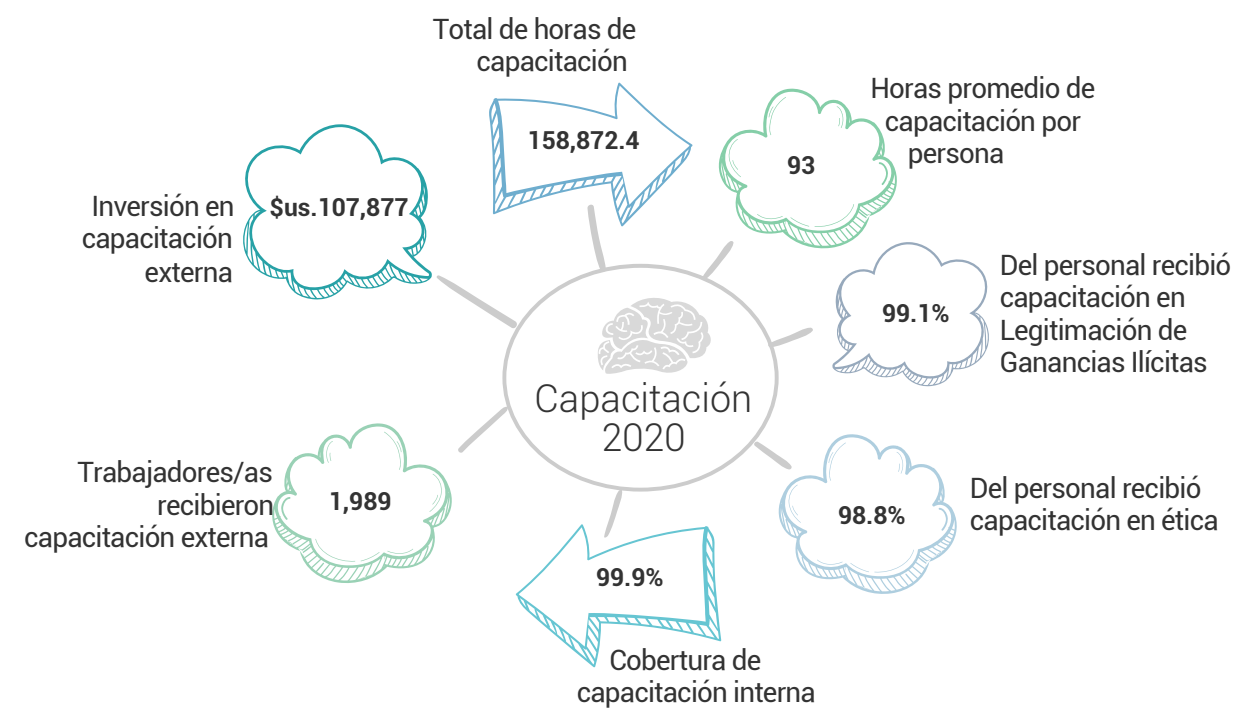 Total de horas de
capacitación
158,872.4
Horas promedio de
capacitación por
persona
93
Inversión en
capacitación
externa
$us.107,877
Del personal recibió
capacitación en
Legitimación de
Ganancias Ilícitas
99.1%
Capacitación
2020
Trabajadores/as
recibieron
capacitación externa
1,989
Del personal recibió
capacitación en ética
98.8%
99.9%
Cobertura de
capacitación interna